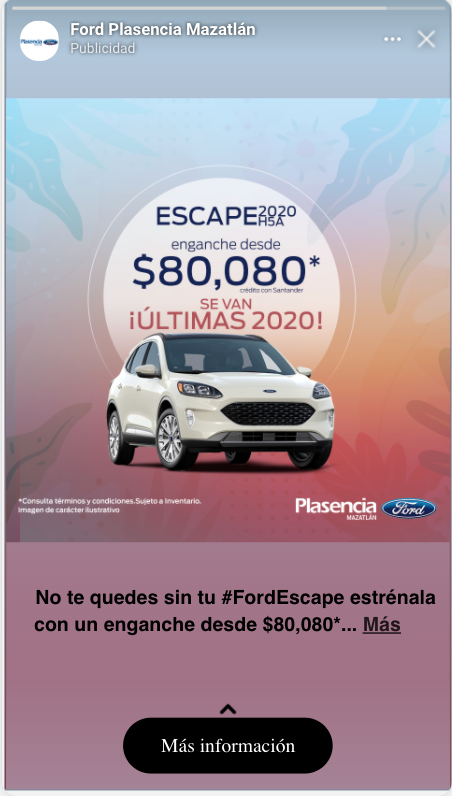 Ford Plasencia Mazatlán
Publicidad
Plasencia Ford
ESCAPE 2020 HSA
enganche desde
$80,080*
crédito con Santander
SE VAN
¡ÚLTIMAS 2020!
*Consulta términos y condiciones.Sujeto a Inventario.
Imagen de carácter ilustrativo
Plasencia Ford
MAZATLÁN
No te quedes sin tu #FordEscape estrénala
con un enganche desde $80,080*... Más
Más información